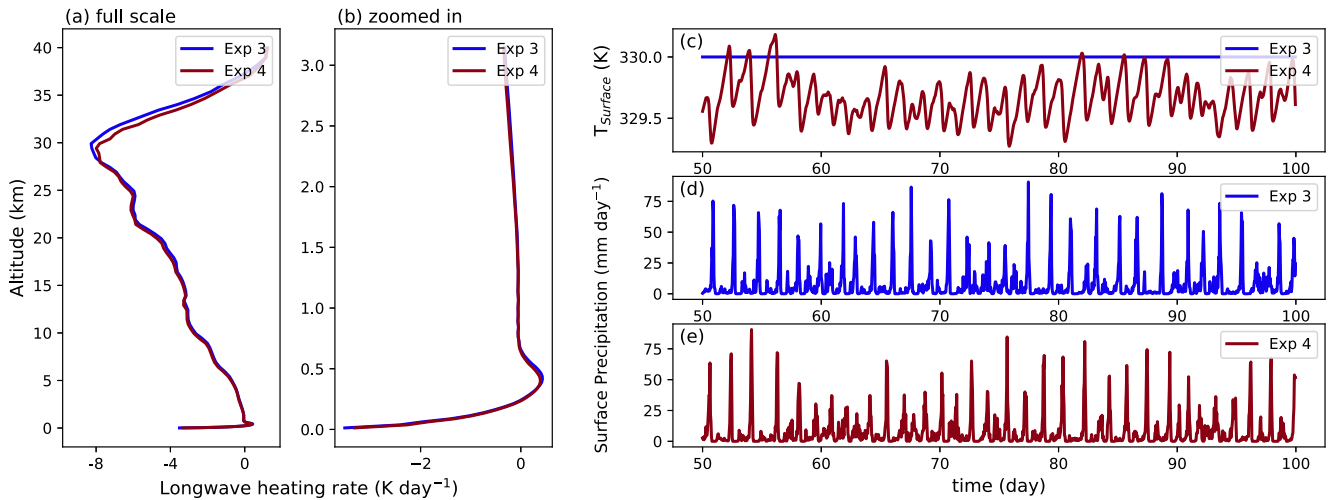 (a) full scale
(b) zoomed in
Exp 3
Exp 4
Exp 3
Exp 4
40
35
30
25
20
15
10
5
0
Altitude (km)
-8
-4
0
3.0
2.5
2.0
1.5
1.0
0.5
0.0
−2
0
Longwave heating rate (K day⁻¹)
(c)
Exp 3
Exp 4
330.0
329.5
T_Surface (K)
50
60
70
80
90
100
(d)
Exp 3
75
50
25
0
50
60
70
80
90
100
(e)
Exp 4
75
50
25
0
Surface Precipitation (mm day⁻¹)
50
60
70
80
90
100
time (day)